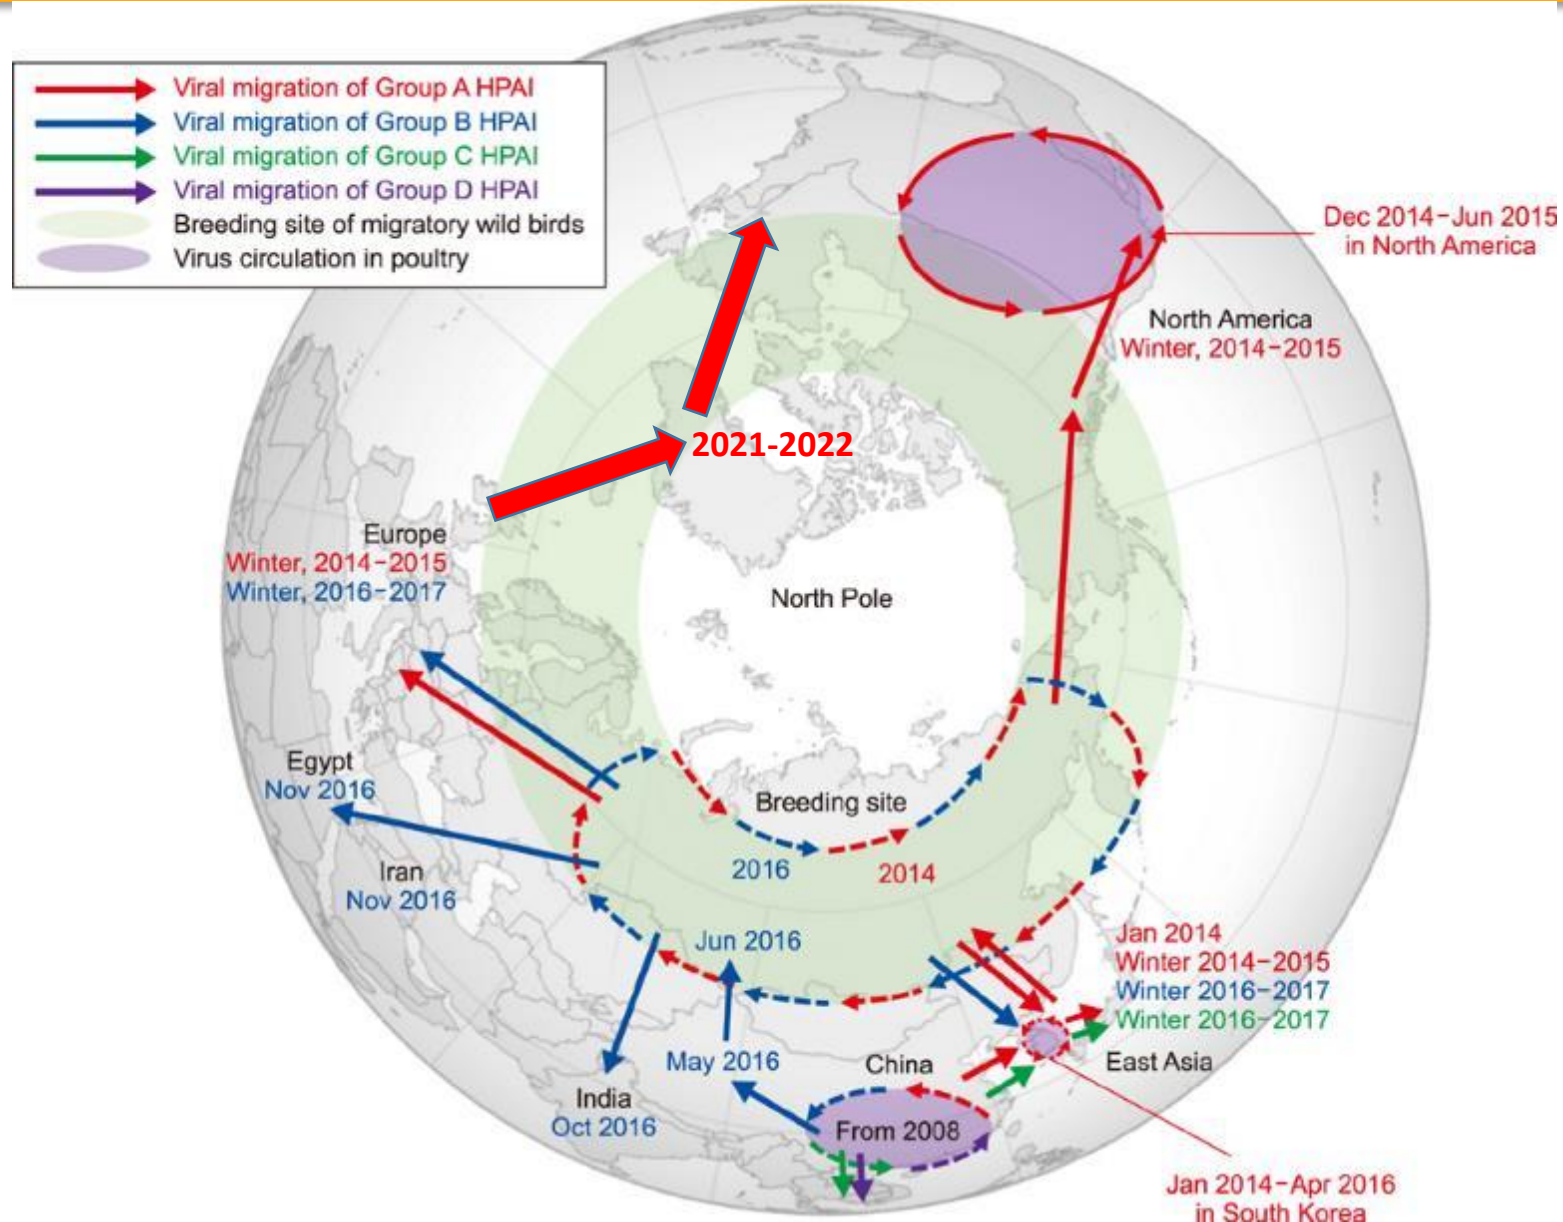 Viral migration of Group A HPAI
Viral migration of Group B HPAI
Viral migration of Group C HPAI
Viral migration of Group D HPAI
Breeding site of migratory wild birds
Virus circulation in poultry
Dec 2014-Jun 2015
in North America
North America
Winter, 2014-2015
2021-2022
Europe
Winter, 2014-2015
Winter, 2016-2017
North Pole
Egypt
Nov 2016
Breeding site
2016
2014
Iran
Nov 2016
Jun 2016
Jan 2014
Winter 2014-2015
Winter 2016-2017
Winter 2016-2017
East Asia
May 2016
China
India
Oct 2016
From 2008
Jan 2014-Apr 2016
in South Korea